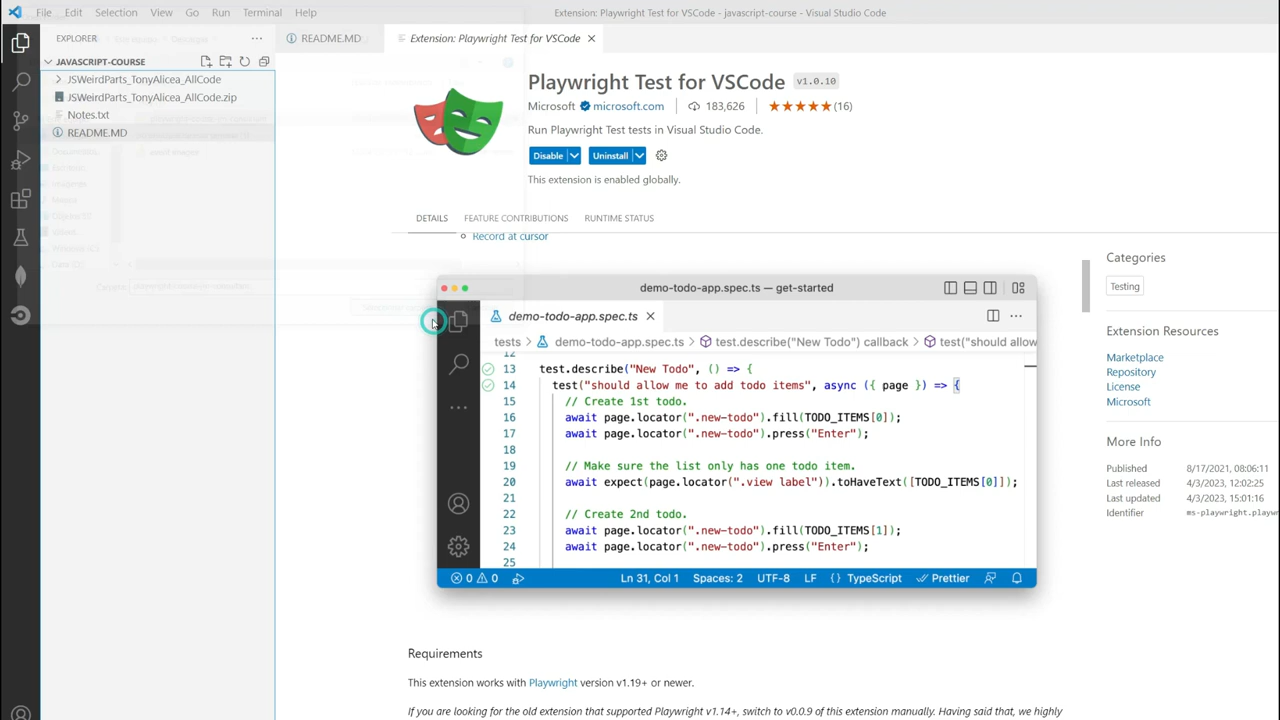 File Edit Selection View Go Run Terminal Help
Extension: Playwright Test for VSCode - javascript-course - Visual Studio Code
EXPLORER
JAVASCRIPT-COURSE
JSWeirdParts_TonyAlicea_AllCode
JSWeirdParts_TonyAlicea_AllCode.zip
Notes.txt
README.MD
README.MD
Extension: Playwright Test for VSCode
Playwright Test for VSCode v1.0.10
Microsoft microsoft.com 183,626 (16)
Run Playwright Test tests in Visual Studio Code.
Disable Uninstall
This extension is enabled globally.
DETAILS FEATURE CONTRIBUTIONS RUNTIME STATUS
Record at cursor
demo-todo-app.spec.ts — get-started
demo-todo-app.spec.ts
tests > demo-todo-app.spec.ts > test.describe("New Todo") callback > test("should allow
12
13 test.describe("New Todo", () => {
14 test("should allow me to add todo items", async ({ page }) => {
15 // Create 1st todo.
16 await page.locator(".new-todo").fill(TODO_ITEMS[0]);
17 await page.locator(".new-todo").press("Enter");
18
19 // Make sure the list only has one todo item.
20 await expect(page.locator(".view label")).toHaveText([TODO_ITEMS[0]]);
21
22 // Create 2nd todo.
23 await page.locator(".new-todo").fill(TODO_ITEMS[1]);
24 await page.locator(".new-todo").press("Enter");
25
0 0 Ln 31, Col 1 Spaces: 2 UTF-8 LF {} TypeScript Prettier
Requirements
This extension works with Playwright version v1.19+ or newer.
If you are looking for the old extension that supported Playwright v1.14+, switch to v0.0.9 of this extension manually. Having said that, we highly
Categories
Testing
Extension Resources
Marketplace
Repository
License
Microsoft
More Info
Published 8/17/2021, 08:06:11
Last released 4/3/2023, 12:02:25
Last updated 4/3/2023, 15:01:16
Identifier ms-playwright.playw